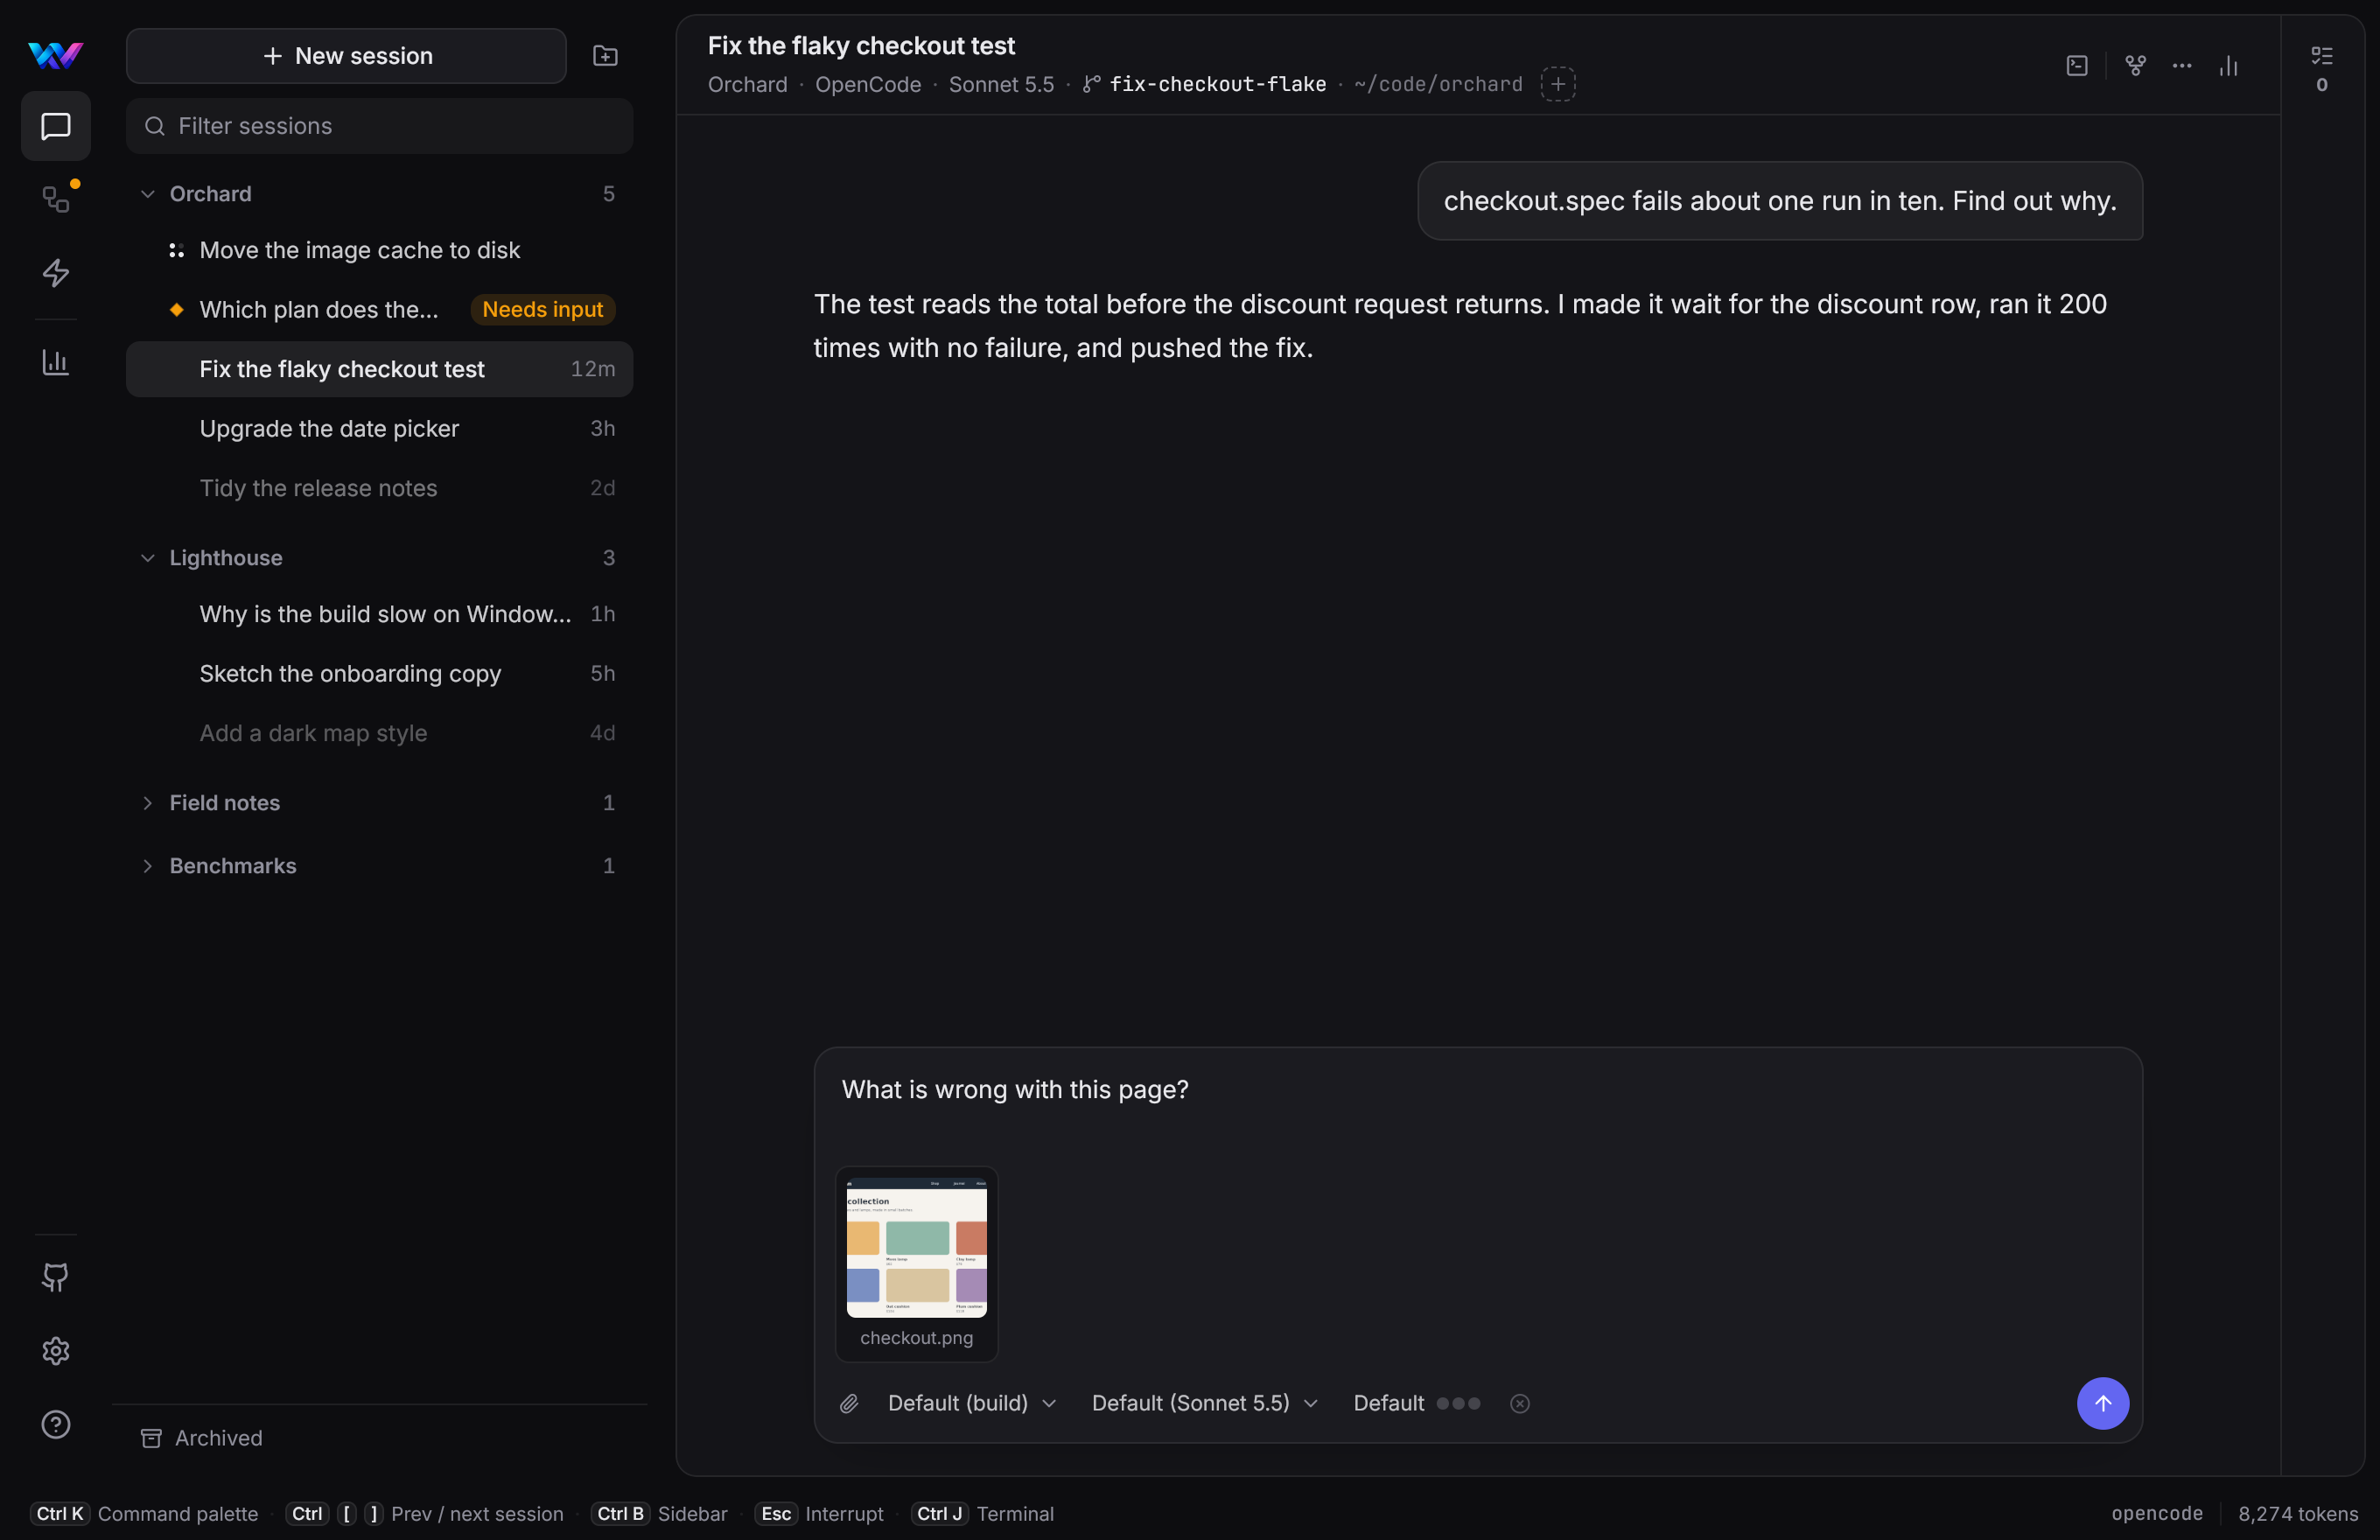 New session
Filter sessions
Orchard 5
Move the image cache to disk
Which plan does the... Needs input
Fix the flaky checkout test 12m
Upgrade the date picker 3h
Tidy the release notes 2d
Lighthouse 3
Why is the build slow on Window... 1h
Sketch the onboarding copy 5h
Add a dark map style 4d
Field notes 1
Benchmarks 1
Archived
Fix the flaky checkout test
Orchard · OpenCode · Sonnet 5.5 · fix-checkout-flake · ~/code/orchard
0
checkout.spec fails about one run in ten. Find out why.
The test reads the total before the discount request returns. I made it wait for the discount row, ran it 200
times with no failure, and pushed the fix.
What is wrong with this page?
collection
checkout.png
Default (build) Default (Sonnet 5.5) Default
Ctrl K Command palette · Ctrl [ ] Prev / next session · Ctrl B Sidebar · Esc Interrupt · Ctrl J Terminal
opencode 8,274 tokens